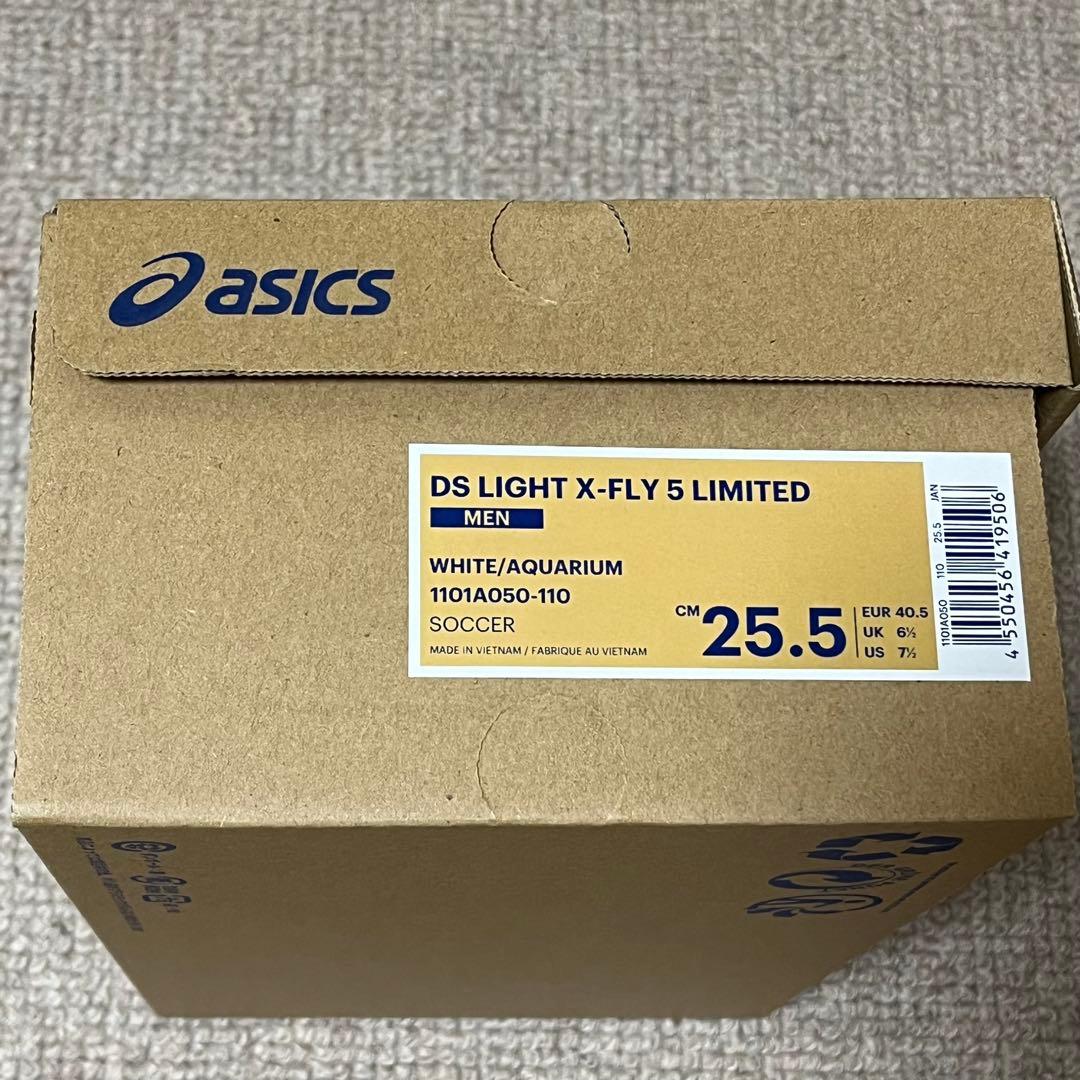 asics
DS LIGHT X-FLY 5 LIMITED
MEN
WHITE/AQUARIUM
1101A050-110
SOCCER
MADE IN VIETNAM / FABRIQUE AU VIETNAM
CM 25.5
EUR 40.5
UK 6½
US 7½
1101A050 110 25.5 JAN
4 550456 419506